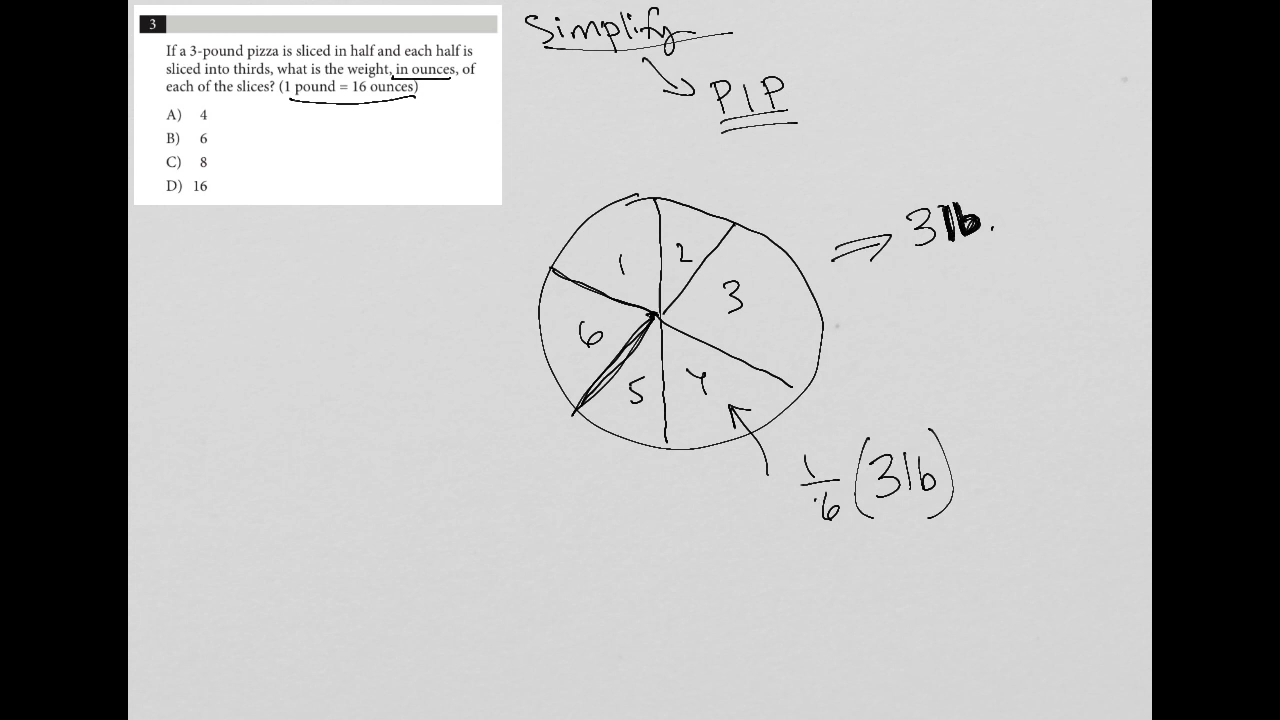 3
If a 3-pound pizza is sliced in half and each half is
sliced into thirds, what is the weight, in ounces, of
each of the slices? (1 pound = 16 ounces)
A) 4
B) 6
C) 8
D) 16
Simplify
PIP
1
2
3
4
5
6
3lb.
1/6 (3lb)